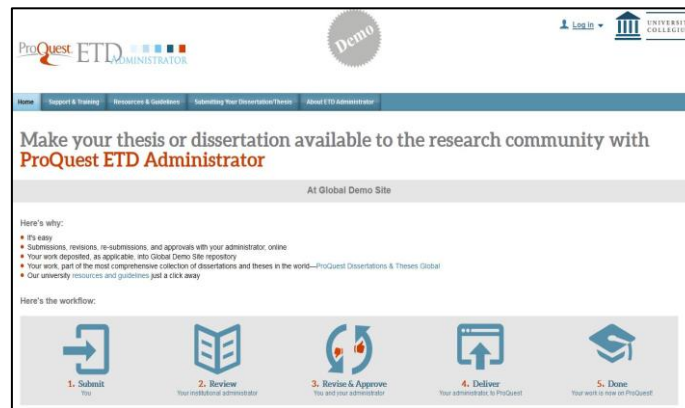 ProQuest ETD ADMINISTRATOR
Demo
Log in
UNIVERSIT
COLLEGIU
Home
Support & Training
Resources & Guidelines
Submitting Your Dissertation/Thesis
About ETD Administrator
Make your thesis or dissertation available to the research community with
ProQuest ETD Administrator
At Global Demo Site
Here's why:
It's easy
Submissions, revisions, re-submissions, and approvals with your administrator, online
Your work deposited, as applicable, into Global Demo Site repository
Your work, part of the most comprehensive collection of dissertations and theses in the world—ProQuest Dissertations & Theses Global
Our university resources and guidelines just a click away
Here's the workflow:
1. Submit
You
2. Review
Your institutional administrator
3. Revise & Approve
You and your administrator
4. Deliver
Your administrator, to ProQuest
5. Done
Your work is now on ProQuest!